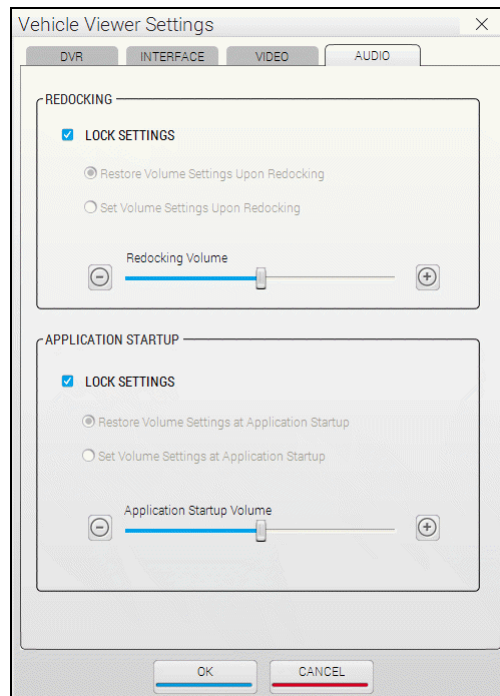 Vehicle Viewer Settings
DVR INTERFACE VIDEO AUDIO
REDOCKING
LOCK SETTINGS
Restore Volume Settings Upon Redocking
Set Volume Settings Upon Redocking
Redocking Volume
APPLICATION STARTUP
LOCK SETTINGS
Restore Volume Settings at Application Startup
Set Volume Settings at Application Startup
Application Startup Volume
OK CANCEL